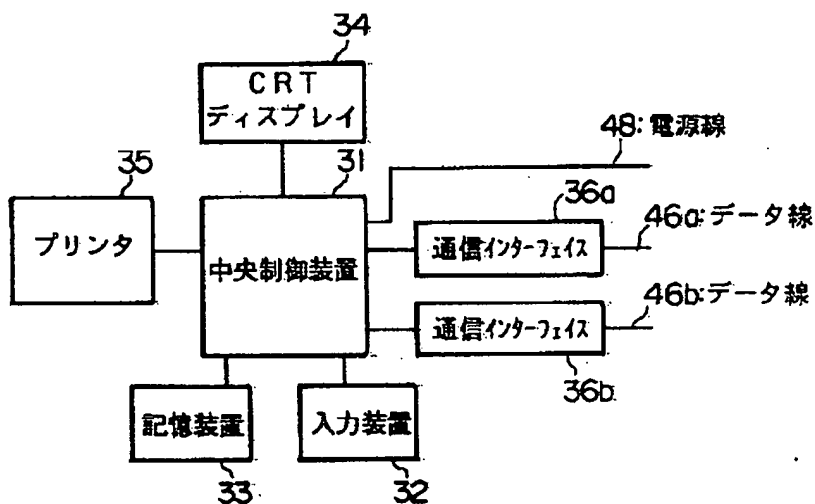 34
CRT
ディスプレイ
48:電源線
35
31
36a
プリンタ
中央制御装置
通信インターフェイス
46a:データ線
46b:データ線
通信インターフェイス
36b
記憶装置
入力装置
33
32